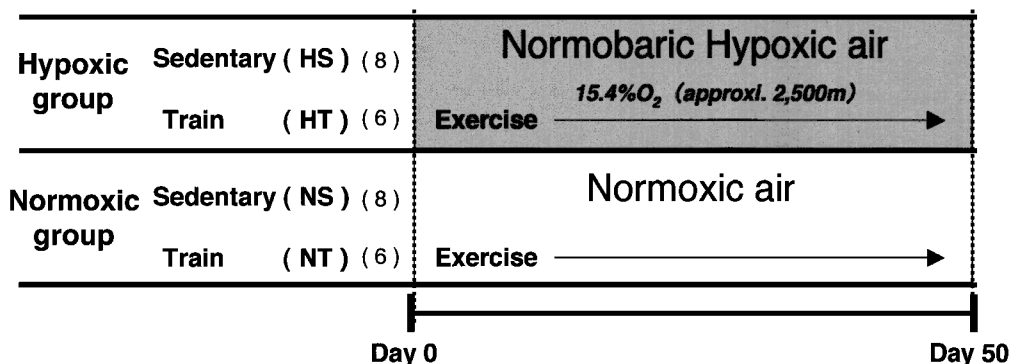 Hypoxic group
Sedentary ( HS ) (8)
Train ( HT ) (6)
Normobaric Hypoxic air
15.4%O₂ (approxi. 2,500m)
Exercise
Normoxic group
Sedentary ( NS ) (8)
Train ( NT ) (6)
Normoxic air
Exercise
Day 0
Day 50